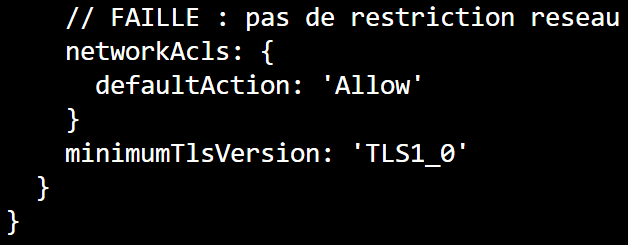 // FAILLE : pas de restriction reseau
networkAcls: {
defaultAction: 'Allow'
}
minimumTlsVersion: 'TLS1_0'
}
}